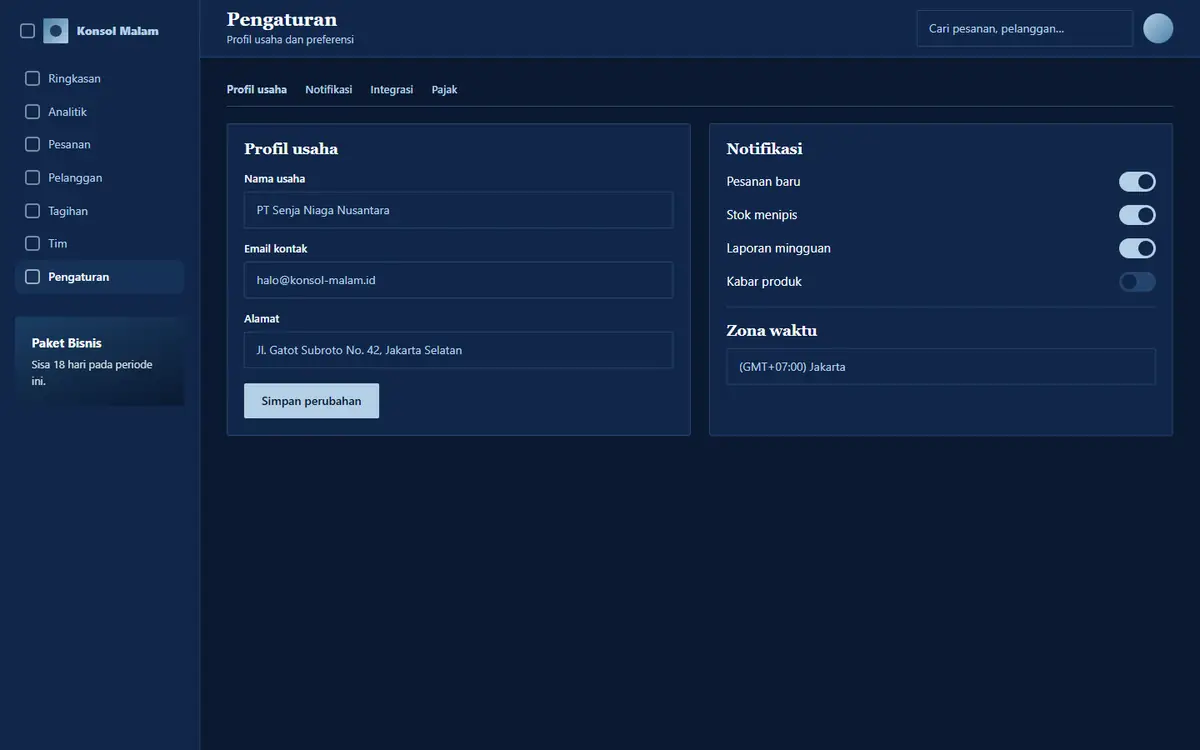 Konsol Malam
Ringkasan
Analitik
Pesanan
Pelanggan
Tagihan
Tim
Pengaturan
Paket Bisnis
Sisa 18 hari pada periode
ini.
Pengaturan
Profil usaha dan preferensi
Cari pesanan, pelanggan...
Profil usaha
Notifikasi
Integrasi
Pajak
Profil usaha
Nama usaha
PT Senja Niaga Nusantara
Email kontak
halo@konsol-malam.id
Alamat
Jl. Gatot Subroto No. 42, Jakarta Selatan
Simpan perubahan
Notifikasi
Pesanan baru
Stok menipis
Laporan mingguan
Kabar produk
Zona waktu
(GMT+07:00) Jakarta